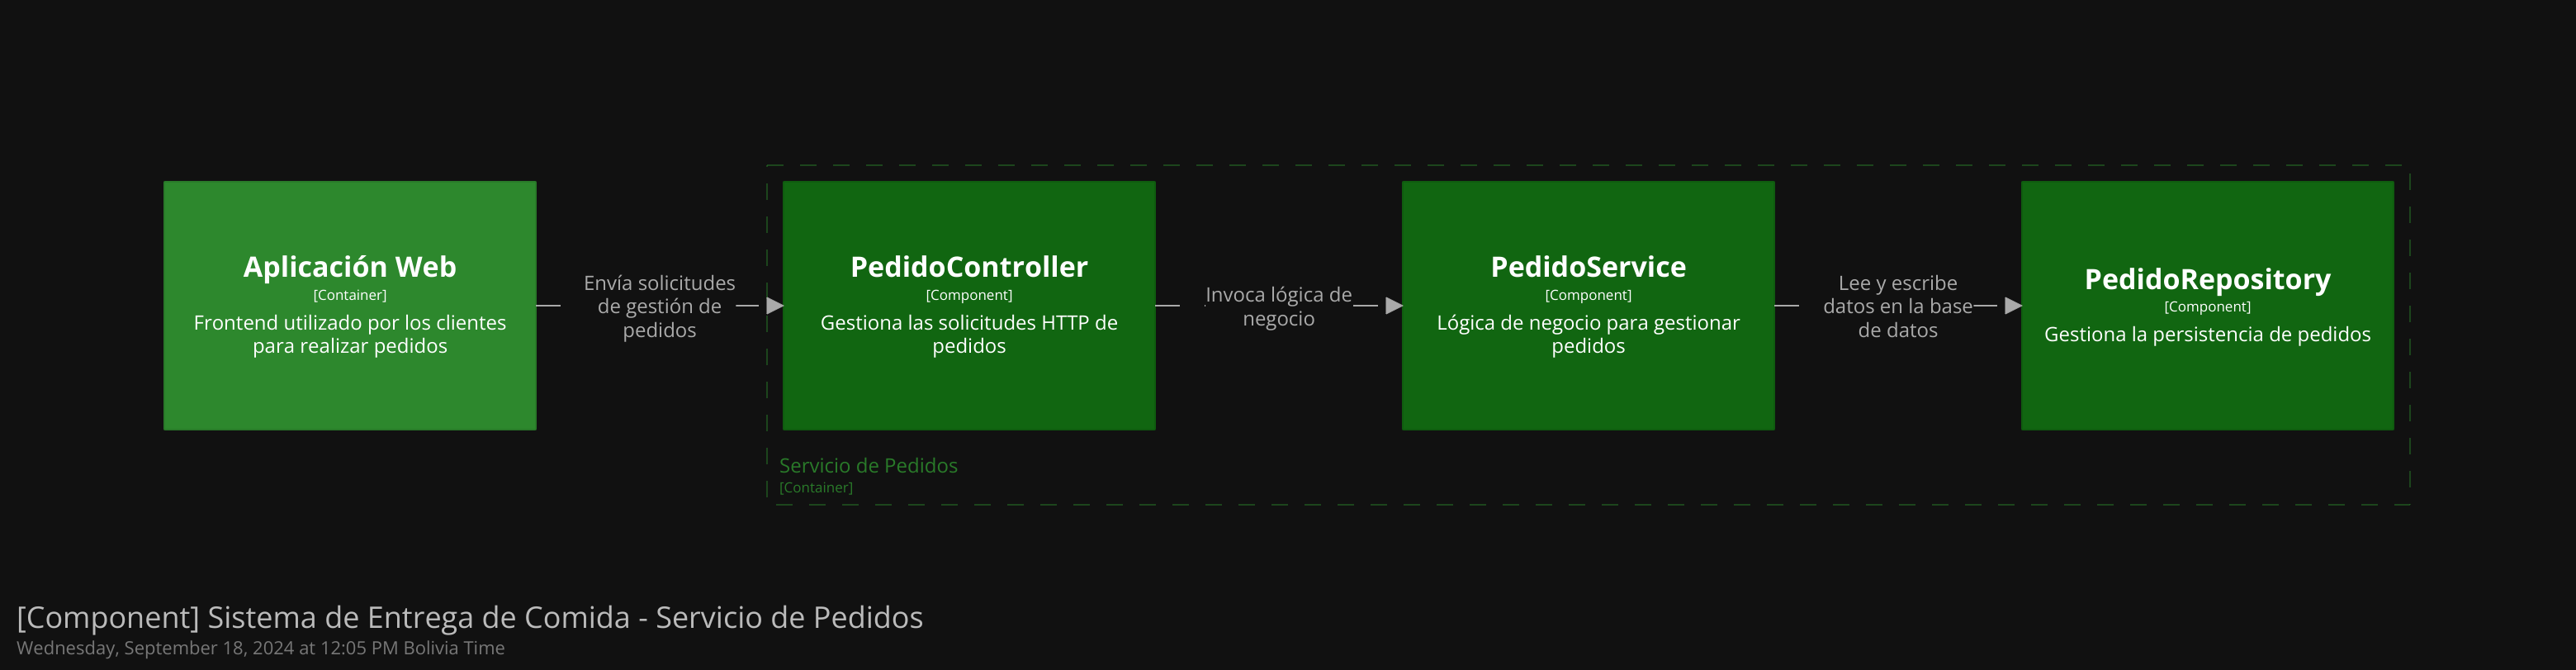 Aplicación Web
[Container]
Frontend utilizado por los clientes
para realizar pedidos
Envía solicitudes
de gestión de
pedidos
PedidoController
[Component]
Gestiona las solicitudes HTTP de
pedidos
Invoca lógica de
negocio
PedidoService
[Component]
Lógica de negocio para gestionar
pedidos
Lee y escribe
datos en la base
de datos
PedidoRepository
[Component]
Gestiona la persistencia de pedidos
Servicio de Pedidos
[Container]
[Component] Sistema de Entrega de Comida - Servicio de Pedidos
Wednesday, September 18, 2024 at 12:05 PM Bolivia Time